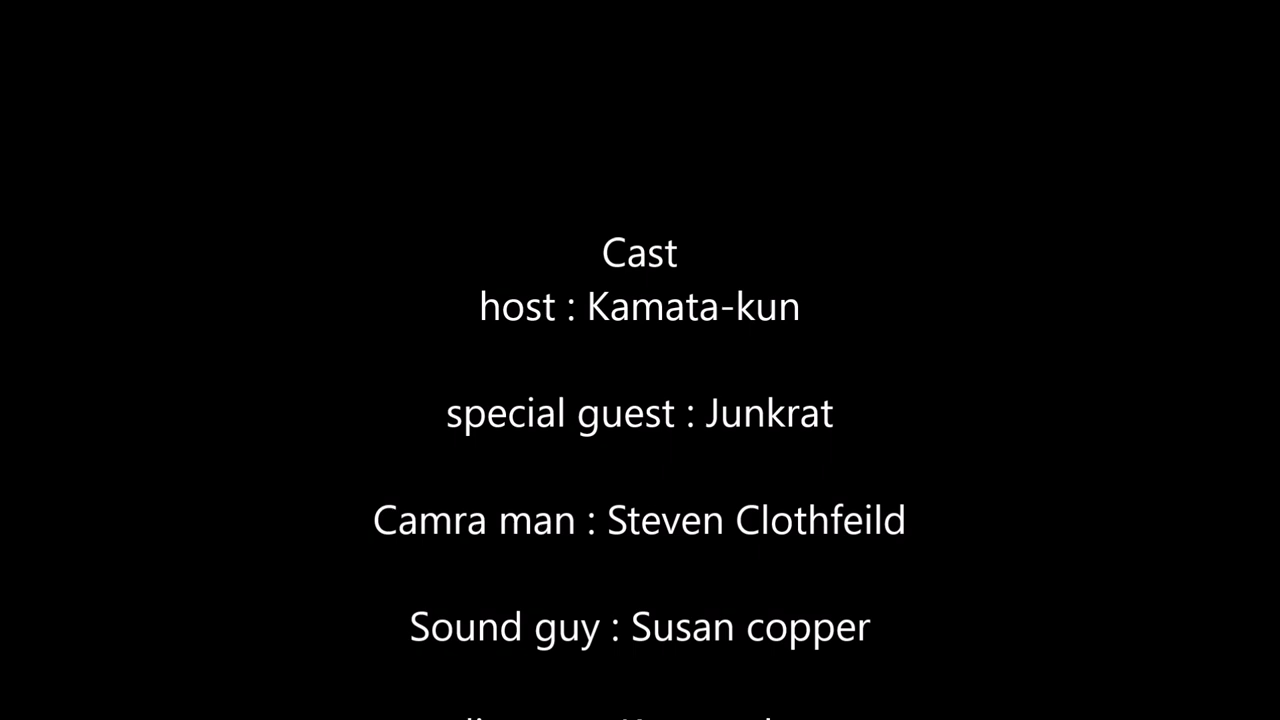 Cast
host : Kamata-kun
special guest : Junkrat
Camra man : Steven Clothfeild
Sound guy : Susan copper